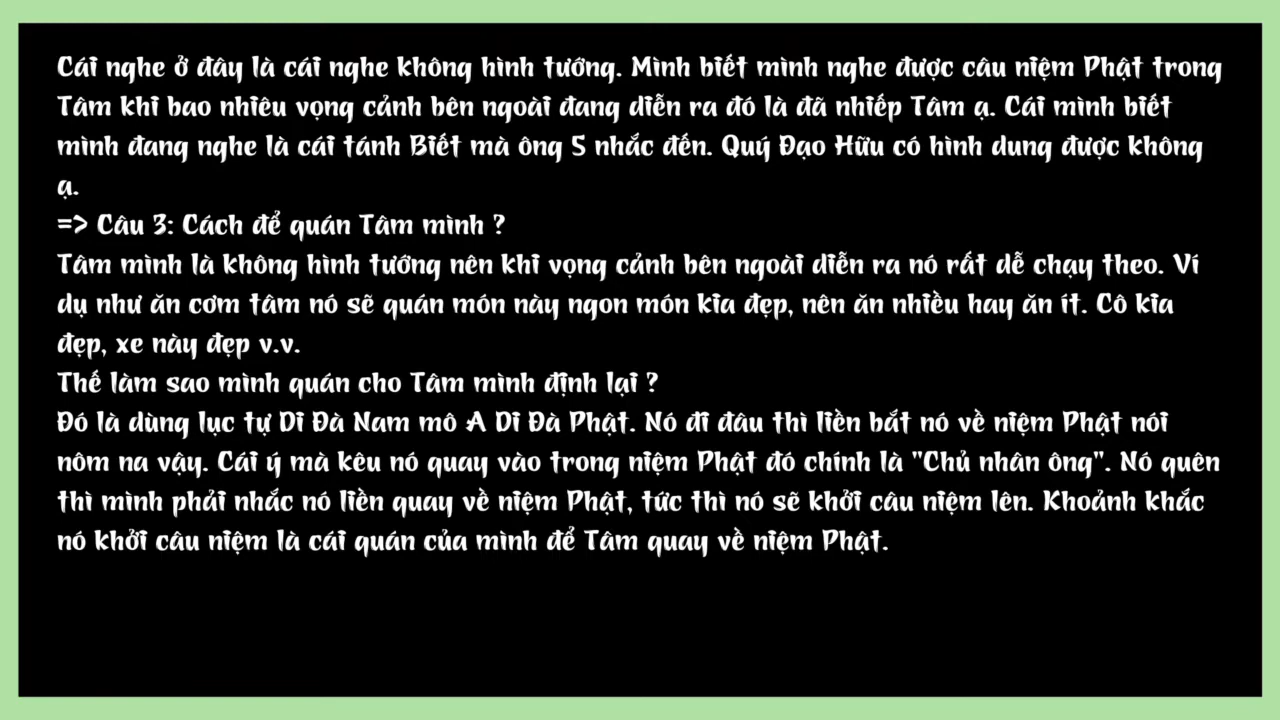 Cái nghe ở đây là cái nghe không hình tướng. Mình biết mình nghe được câu niệm Phật trong
Tâm khi bao nhiêu vọng cảnh bên ngoài đang diễn ra đó là đã nhiếp Tâm ạ. Cái mình biết
mình đang nghe là cái tánh Biết mà ông 5 nhắc đến. Quý Đạo Hữu có hình dung được không
ạ.
=> Câu 3: Cách để quán Tâm mình ?
Tâm mình là không hình tướng nên khi vọng cảnh bên ngoài diễn ra nó rất dễ chạy theo. Ví
dụ như ăn cơm tâm nó sẽ quán món này ngon món kia đẹp, nên ăn nhiều hay ăn ít. Cô kia
đẹp, xe này đẹp v.v.
Thế làm sao mình quán cho Tâm mình định lại ?
Đó là dùng lục tự Di Đà Nam mô A Di Đà Phật. Nó đi đâu thì liền bắt nó về niệm Phật nói
nôm na vậy. Cái ý mà kêu nó quay vào trong niệm Phật đó chính là "Chủ nhân ông". Nó quên
thì mình phải nhắc nó liền quay về niệm Phật, tức thì nó sẽ khởi câu niệm lên. Khoảnh khắc
nó khởi câu niệm là cái quán của mình để Tâm quay về niệm Phật.